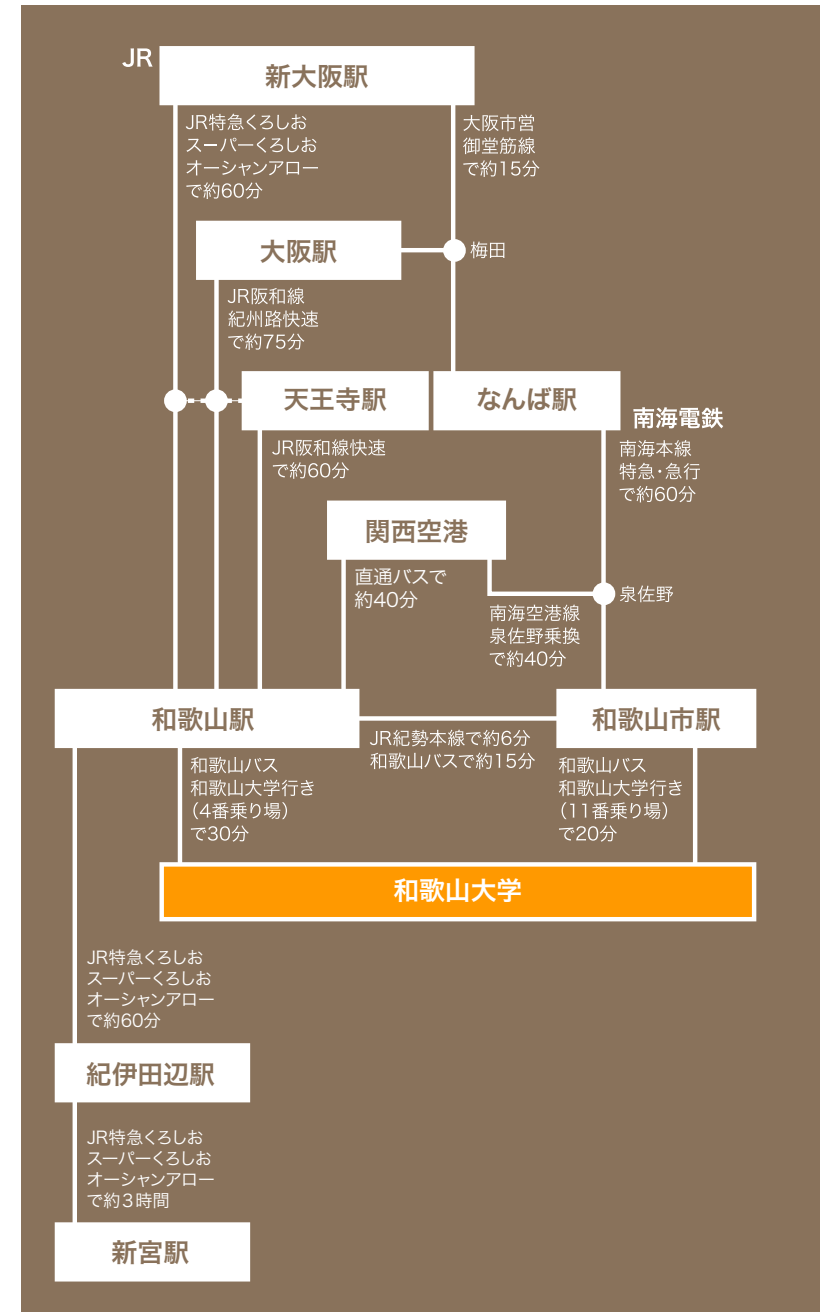 JR
新大阪駅
JR特急くろしお
スーパーくろしお
オーシャンアロー
で約60分
大阪市営
御堂筋線
で約15分
大阪駅
梅田
JR阪和線
紀州路快速
で約75分
天王寺駅
なんば駅
南海電鉄
JR阪和線快速
で約60分
南海本線
特急・急行
で約60分
関西空港
直通バスで
約40分
泉佐野
南海空港線
泉佐野乗換
で約40分
和歌山駅
和歌山市駅
JR紀勢本線で約6分
和歌山バスで約15分
和歌山バス
和歌山大学行き
（4番乗り場）
で30分
和歌山バス
和歌山大学行き
（11番乗り場）
で20分
和歌山大学
JR特急くろしお
スーパーくろしお
オーシャンアロー
で約60分
紀伊田辺駅
JR特急くろしお
スーパーくろしお
オーシャンアロー
で約3時間
新宮駅